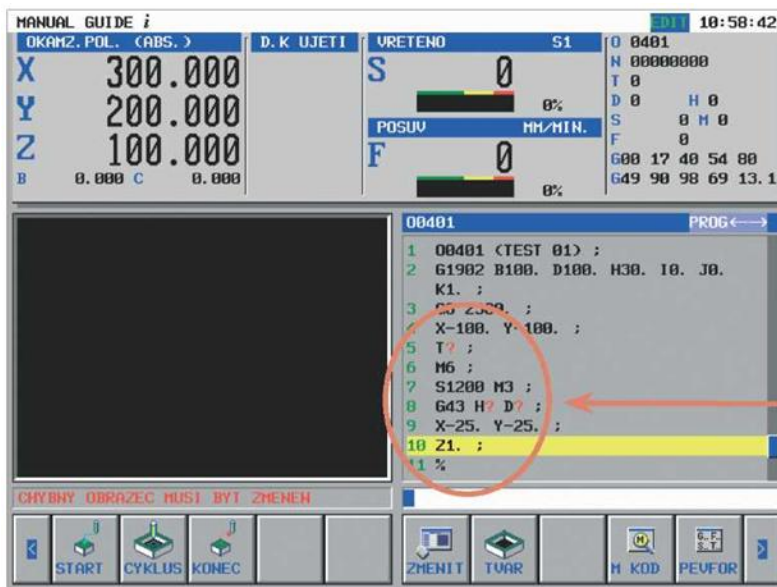 MANUAL GUIDE i EDIT 10:58:42
OKAMZ.POL. (ABS.) D.K UJETI VRETENO S1 O 0401
X 300.000 S 0 N 00000000
T 0
Y 200.000 0% D 0 H 0
S 0 M 0
Z 100.000 POSUV MM/MIN. F 0
F 0 G00 17 40 54 80
B 0.000 C 0.000 0% G49 90 98 69 13.1
O0401 PROG←→
1 O0401 (TEST 01) ;
2 G1902 B100. D100. H30. I0. J0.
K1. ;
3 Z500. ;
4 X-100. Y-100. ;
5 T? ;
6 M6 ;
7 S1200 M3 ;
8 G43 H? D? ;
9 X-25. Y-25. ;
10 Z1. ;
11 %
CHYBNY OBRAZEC MUSI BYT ZMENEN
< START CYKLUS KONEC ZMENIT TVAR M KOD PEVFOR >